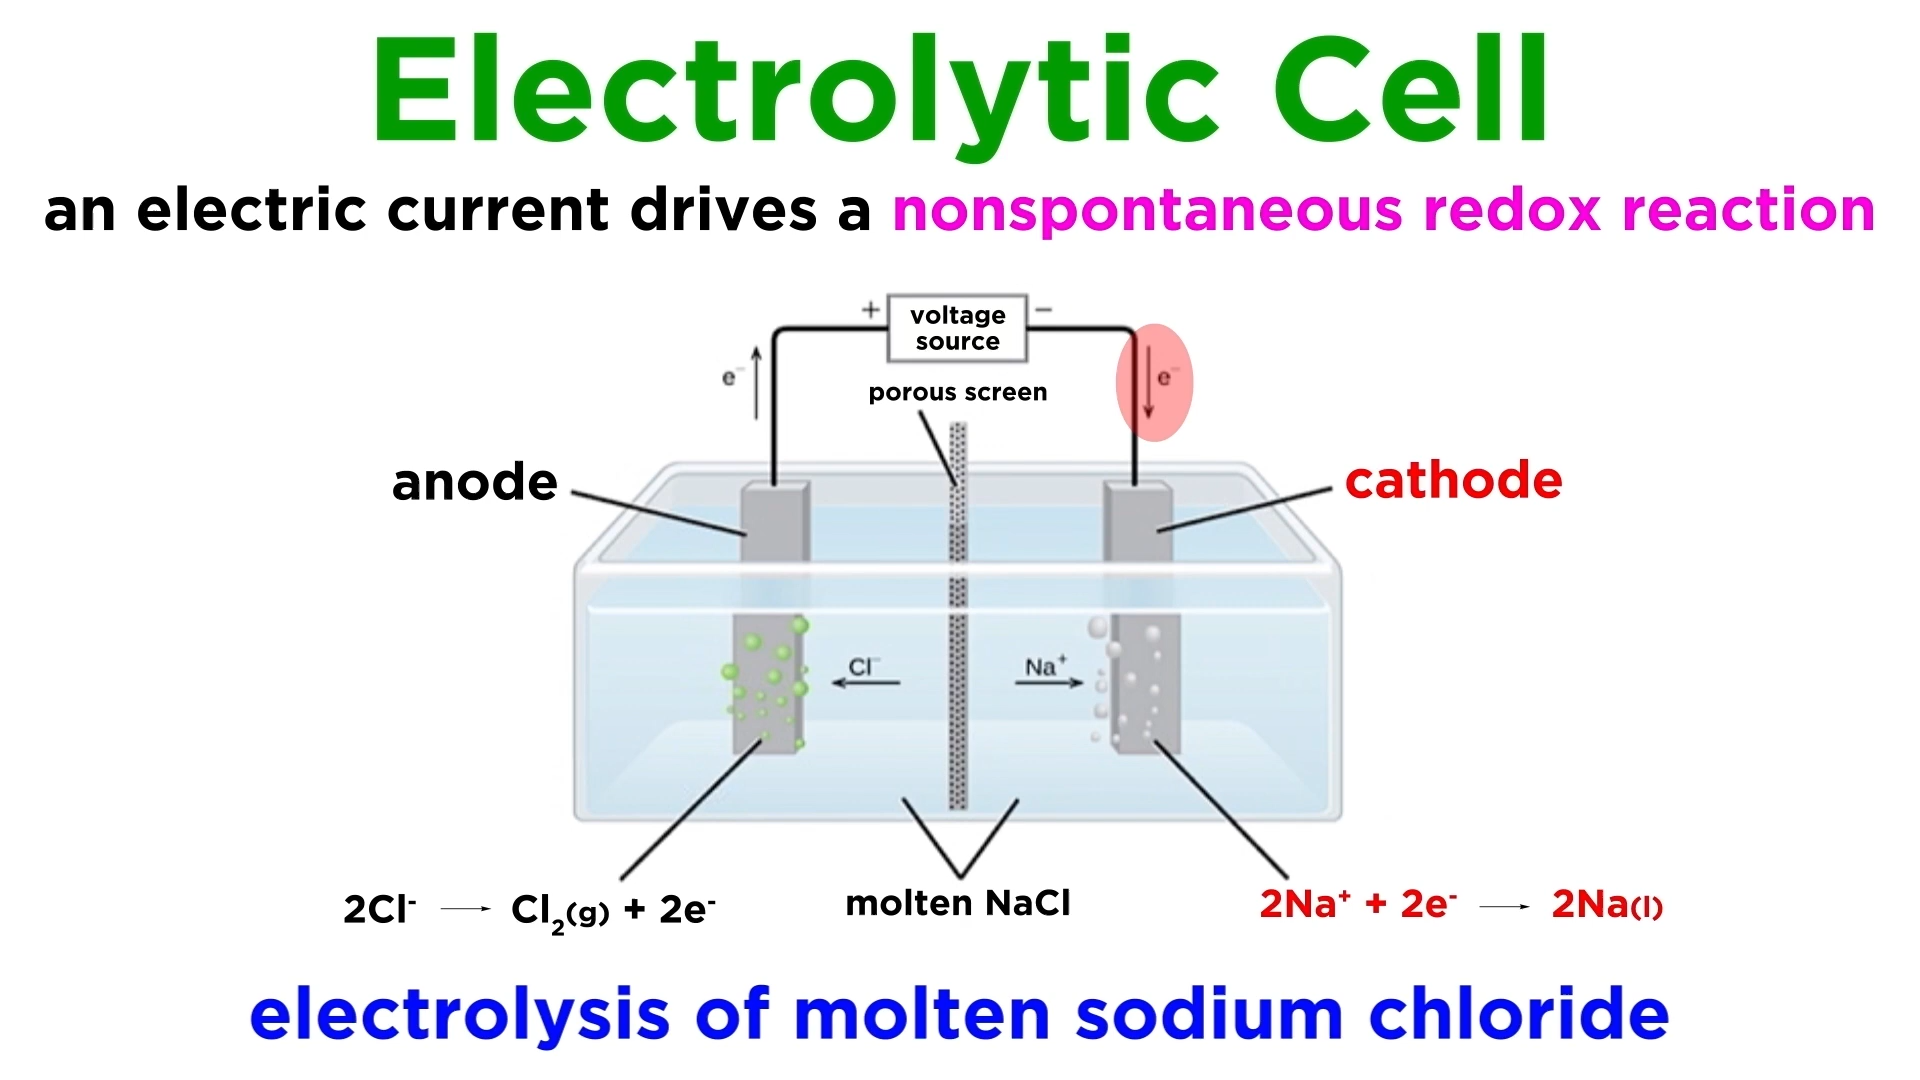 Electrolytic Cell
an electric current drives a nonspontaneous redox reaction
+ voltage source −
e⁻
porous screen
e⁻
anode
cathode
Cl⁻
Na⁺
2Cl⁻ ⟶ Cl₂(g) + 2e⁻
molten NaCl
2Na⁺ + 2e⁻ ⟶ 2Na(l)
electrolysis of molten sodium chloride